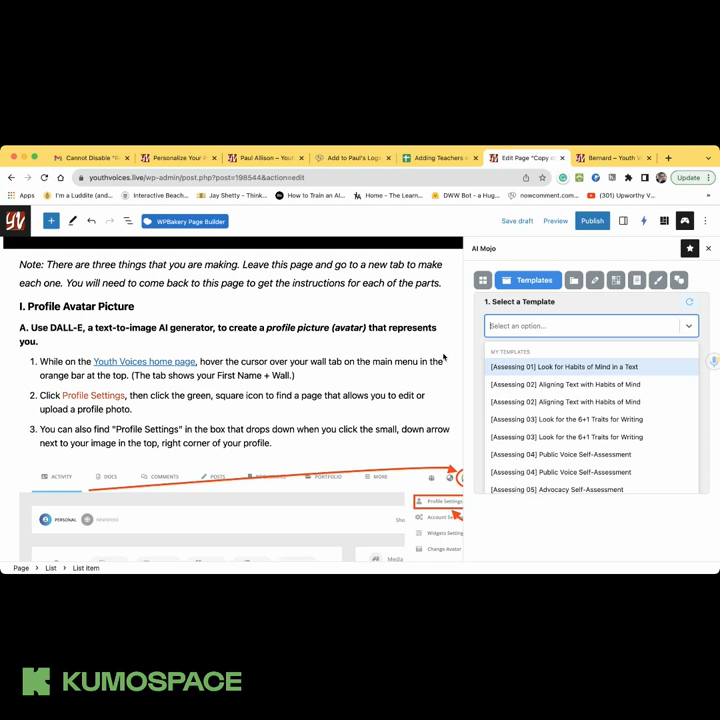 Cannot Disable "R
Personalize Your P
Paul Allison – Yout
Add to Paul's Log
Adding Teachers
Edit Page "Copy o
Bernard – Youth V
youthvoices.live/wp-admin/post.php?post=198544&action=edit
Update
Apps
I'm a Luddite (and...
Interactive Beach...
Jay Shetty - Think...
How to Train an AI...
Home - The Learn...
DWW Bot - a Hug...
nowcomment.com...
(301) Upworthy V...
WPBakery Page Builder
Save draft
Preview
Publish
Note: There are three things that you are making. Leave this page and go to a new tab to make
each one. You will need to come back to this page to get the instructions for each of the parts.
I. Profile Avatar Picture
A. Use DALL-E, a text-to-image AI generator, to create a profile picture (avatar) that represents
you.
1. While on the Youth Voices home page, hover the cursor over your wall tab on the main menu in the
orange bar at the top. (The tab shows your First Name + Wall.)
2. Click Profile Settings, then click the green, square icon to find a page that allows you to edit or
upload a profile photo.
3. You can also find "Profile Settings" in the box that drops down when you click the small, down arrow
next to your image in the top, right corner of your profile.
ACTIVITY
DOCS
COMMENTS
POSTS
PORTFOLIO
MORE
Profile Settings
PERSONAL
Sho
Account Se
Widgets Setting
Media
Change Avatar
AI Mojo
Templates
1. Select a Template
Select an option...
MY TEMPLATES
[Assessing 01] Look for Habits of Mind in a Text
[Assessing 02] Aligning Text with Habits of Mind
[Assessing 02] Aligning Text with Habits of Mind
[Assessing 03] Look for the 6+1 Traits for Writing
[Assessing 03] Look for the 6+1 Traits for Writing
[Assessing 04] Public Voice Self-Assessment
[Assessing 04] Public Voice Self-Assessment
[Assessing 05] Advocacy Self-Assessment
Page > List > List item
KUMOSPACE